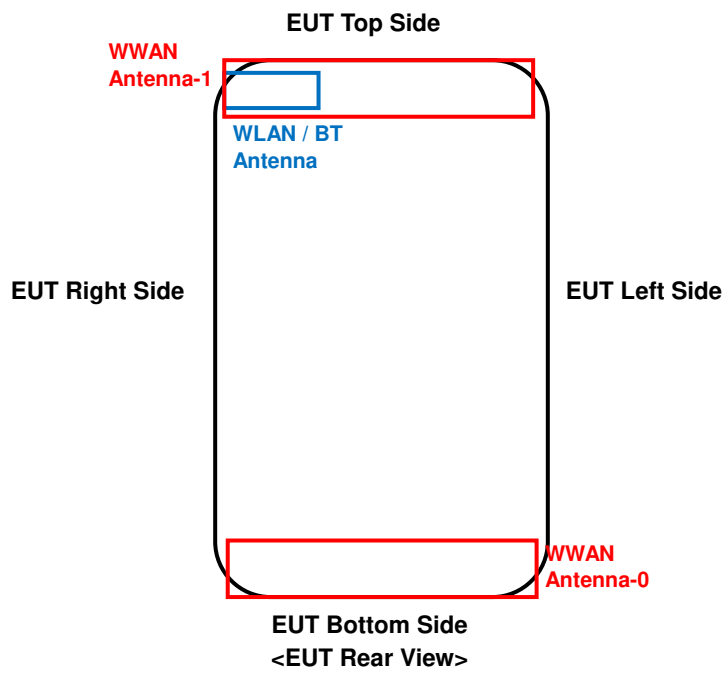 EUT Top Side
WWAN
Antenna-1
WLAN / BT
Antenna
EUT Right Side
EUT Left Side
WWAN
Antenna-0
EUT Bottom Side
<EUT Rear View>